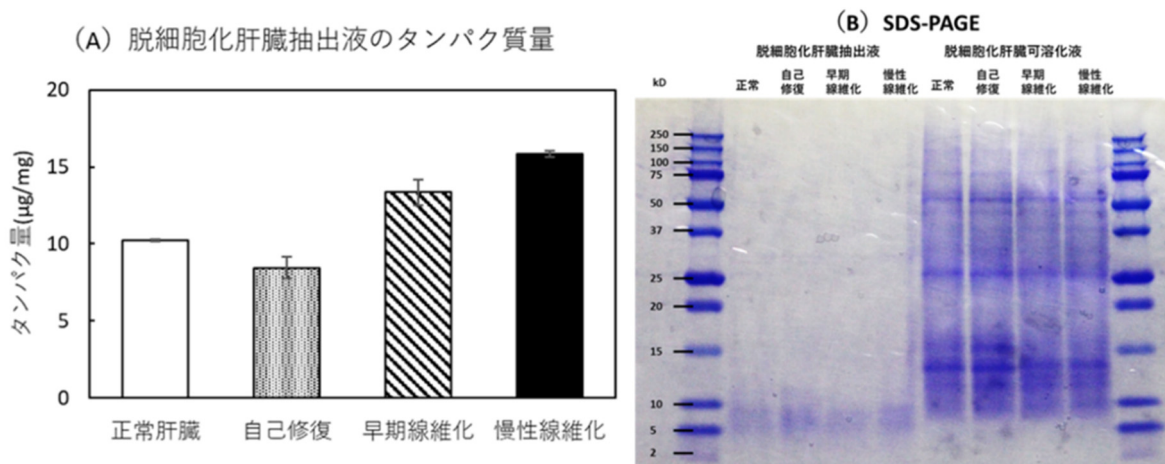 (A) 脱細胞化肝臓抽出液のタンパク質量
タンパク量(µg/mg)
20
15
10
5
0
正常肝臓
自己修復
早期線維化
慢性線維化
(B) SDS-PAGE
脱細胞化肝臓抽出液 脱細胞化肝臓可溶化液
kD 正常 自己 早期 慢性 正常 自己 早期 慢性
修復 線維化 線維化 修復 線維化 線維化
250
150
100
75
50
37
25
20
15
10
5
2